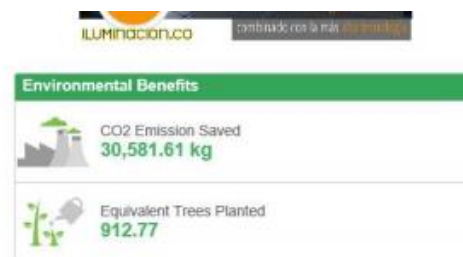 ILUMINACION.CO
combinado con la más
Environmental Benefits
CO2 Emission Saved
30,581.61 kg
Equivalent Trees Planted
912.77